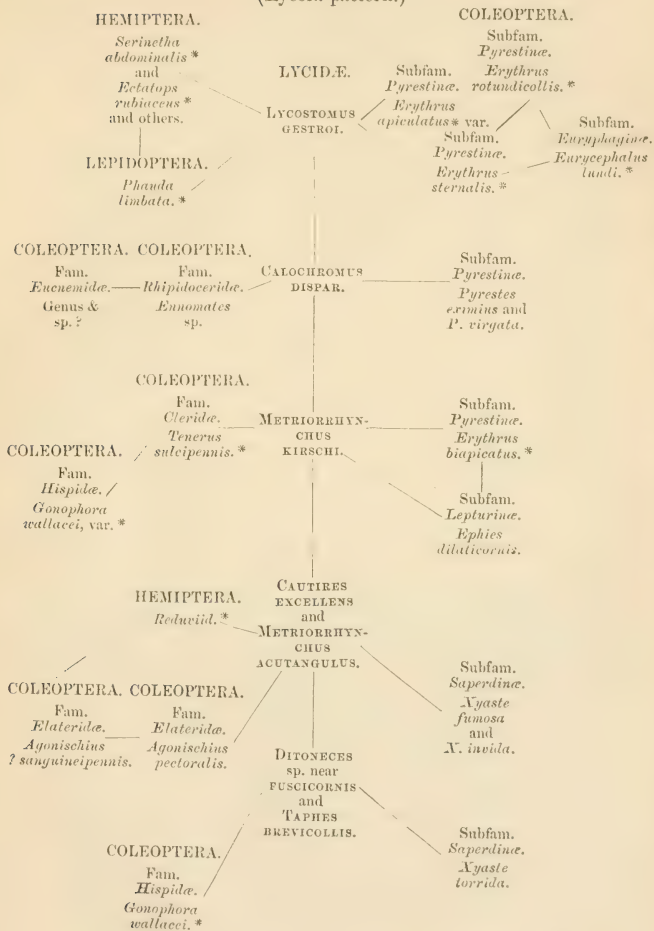 HEMIPTERA.
Serinetha
abdominalis *
and
Ectatops
rubiaceus *
and others.
LEPIDOPTERA.
Phauda
limbata. *
LYCIDÆ.
LYCOSTOMUS
GESTROI.
COLEOPTERA.
Subfam.
Pyrestinæ.
Erythrus
rotundicollis. *
Subfam.
Pyrestinæ.
Erythrus
apiculatus * var.
Subfam.
Pyrestinæ.
Erythrus
sternalis. *
Subfam.
Euryphaginæ.
Eurycephalus
lundi. *
COLEOPTERA.
Fam.
Eucnemidæ.
Genus &
sp. ?
COLEOPTERA.
Fam.
Rhipidoceridæ.
Ennomates
sp.
CALOCHROMUS
DISPAR.
Subfam.
Pyrestinæ.
Pyrestes
eximius and
P. virgata.
COLEOPTERA.
Fam.
Cleridæ.
Tenerus
sulcipennis. *
COLEOPTERA.
Fam.
Hispidæ.
Gonophora
wallacei, var. *
METRIORRHYN-
CHUS
KIRSCHI.
Subfam.
Pyrestinæ.
Erythrus
biapicatus. *
Subfam.
Lepturinæ.
Ephies
dilaticornis.
HEMIPTERA.
Reduviid. *
CAUTIRES
EXCELLENS
and
METRIORRHYN-
CHUS
ACUTANGULUS.
COLEOPTERA.
Fam.
Elateridæ.
Agonischius
? sanguineipennis.
COLEOPTERA.
Fam.
Elateridæ.
Agonischius
pectoralis.
Subfam.
Saperdinæ.
Xyaste
fumosa
and
X. invida.
DITONECES
sp. near
FUSCICORNIS
and
TAPHES
BREVICOLLIS.
COLEOPTERA.
Fam.
Hispidæ.
Gonophora
wallacei. *
Subfam.
Saperdinæ.
Xyaste
torrida.